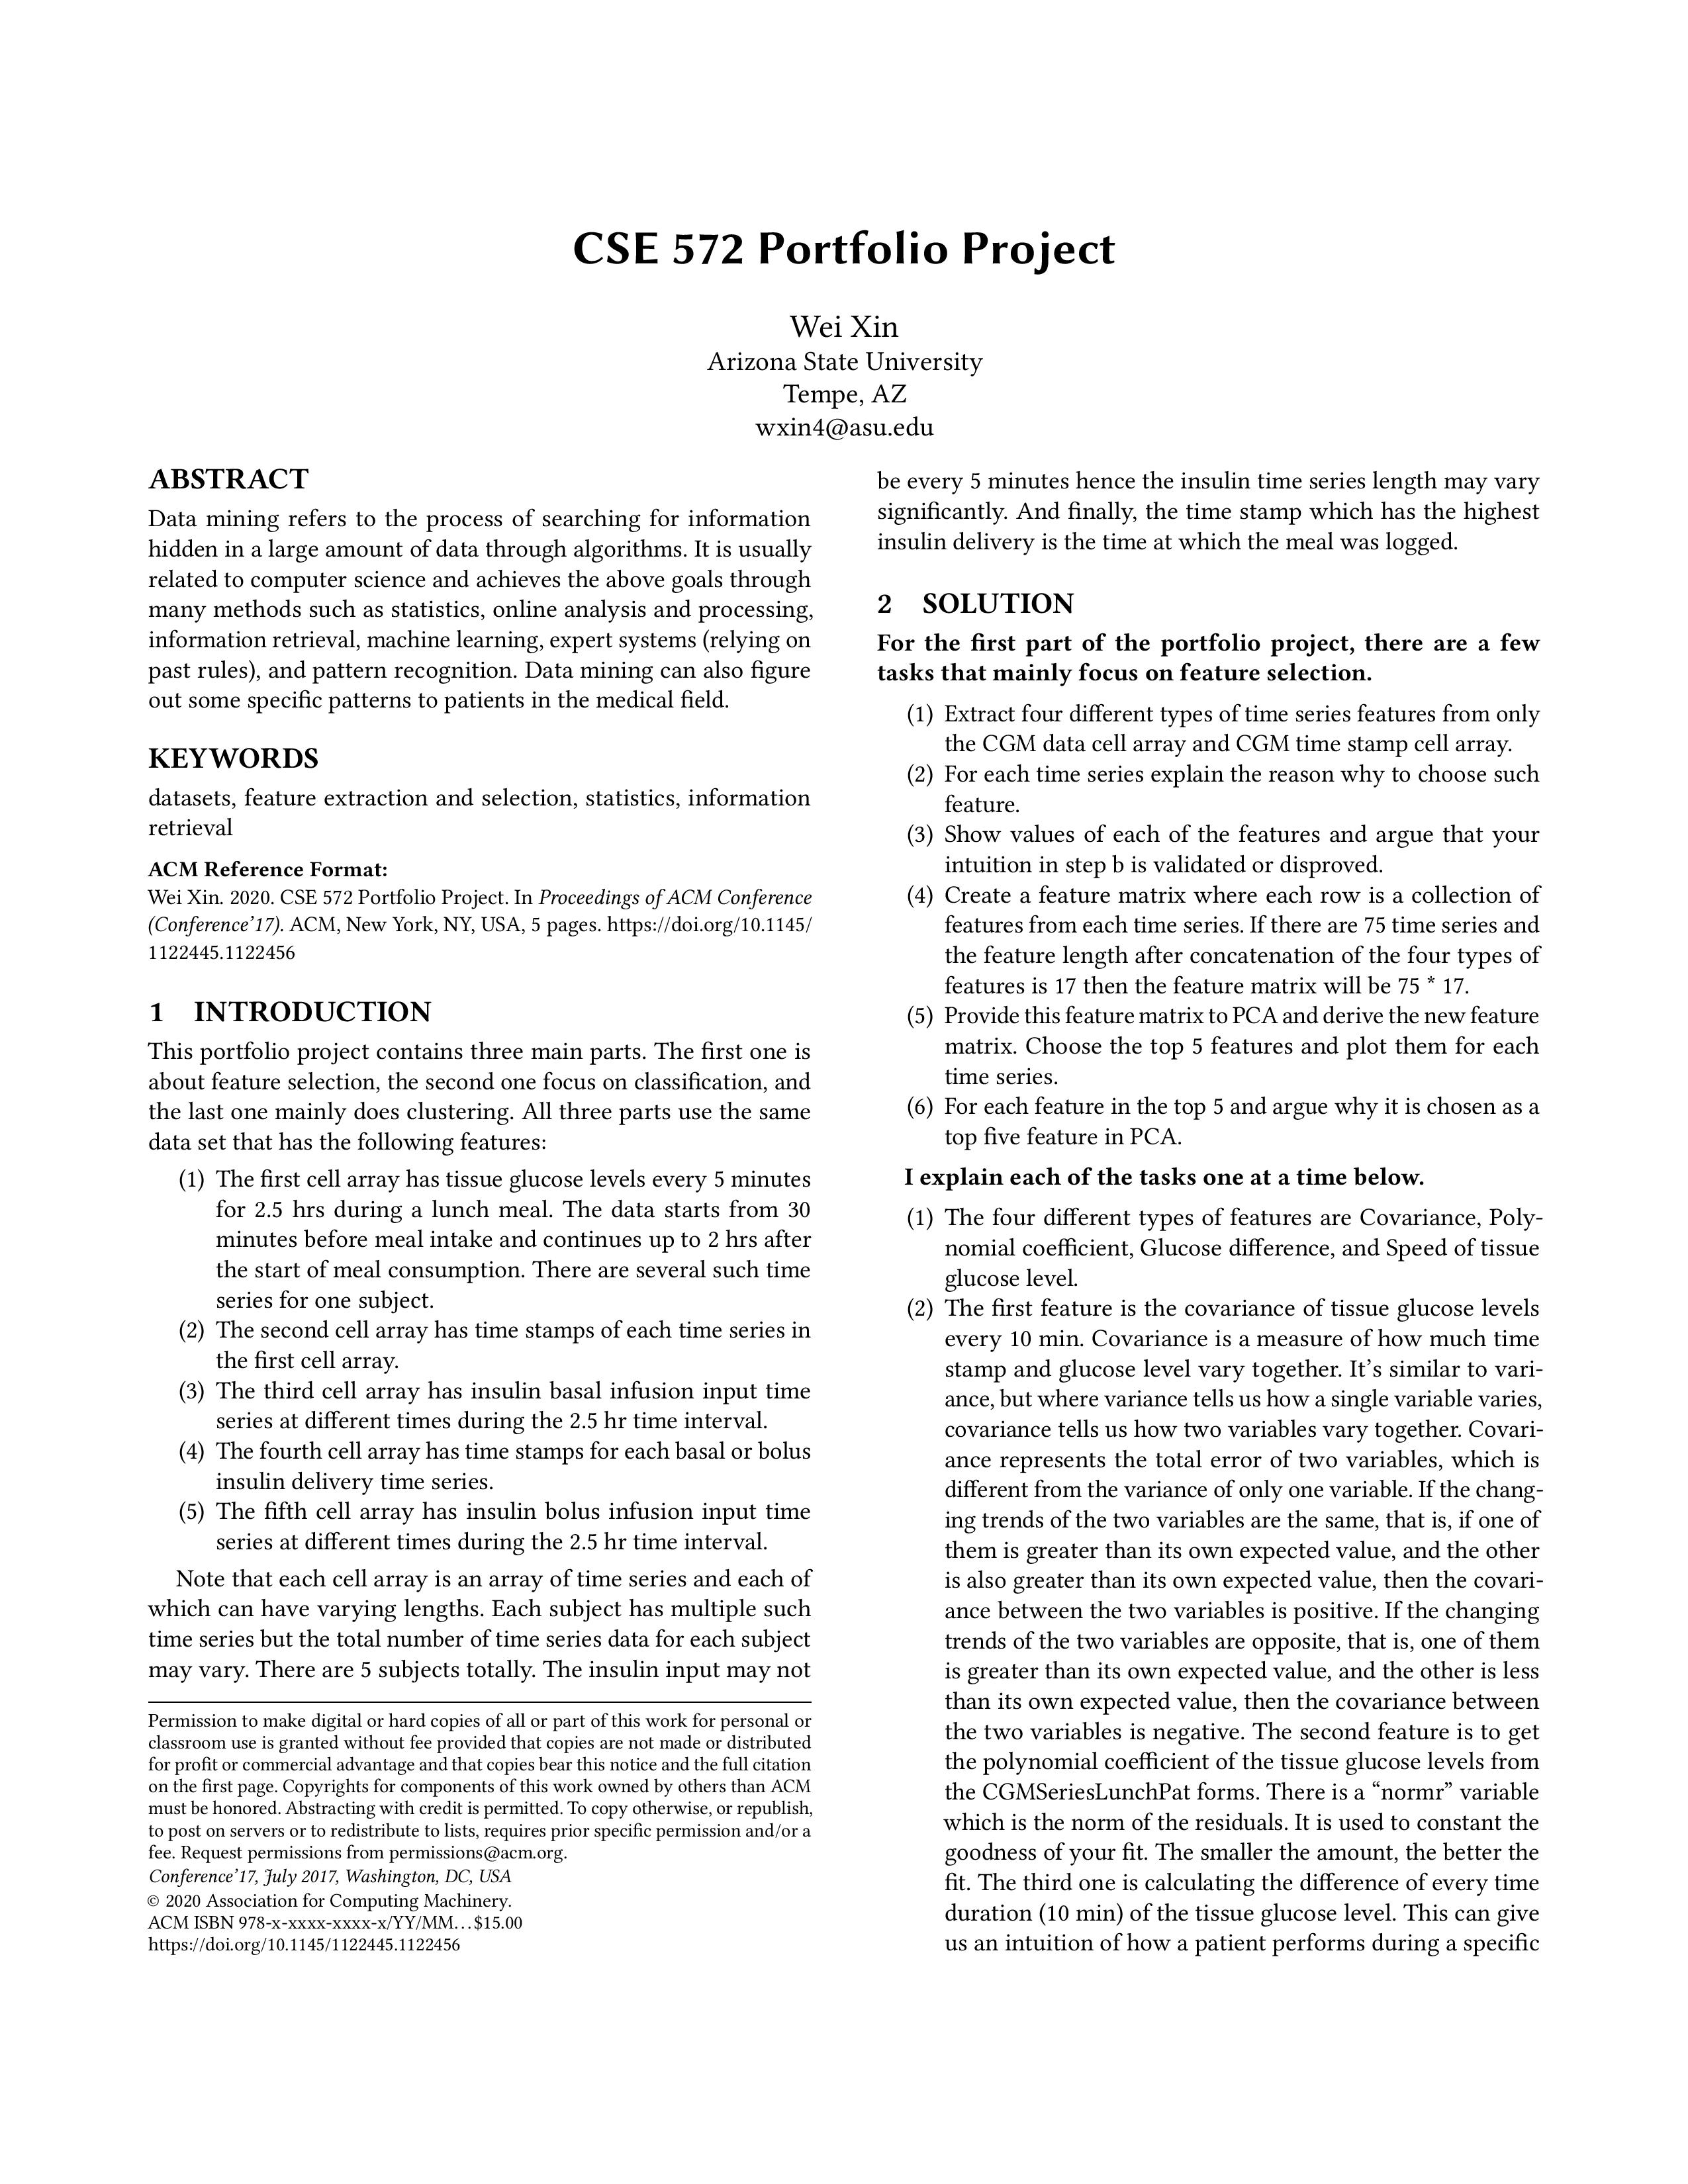 CSE 572 Portfolio Project
Wei Xin
Arizona State University
Tempe, AZ
wxin4@asu.edu
ABSTRACT
Data mining refers to the process of searching for information
hidden in a large amount of data through algorithms. It is usually
related to computer science and achieves the above goals through
many methods such as statistics, online analysis and processing,
information retrieval, machine learning, expert systems (relying on
past rules), and pattern recognition. Data mining can also figure
out some specific patterns to patients in the medical field.
KEYWORDS
datasets, feature extraction and selection, statistics, information
retrieval
ACM Reference Format:
Wei Xin. 2020. CSE 572 Portfolio Project. In Proceedings of ACM Conference
(Conference'17). ACM, New York, NY, USA, 5 pages. https://doi.org/10.1145/
1122445.1122456
1 INTRODUCTION
This portfolio project contains three main parts. The first one is
about feature selection, the second one focus on classification, and
the last one mainly does clustering. All three parts use the same
data set that has the following features:
(1) The first cell array has tissue glucose levels every 5 minutes
for 2.5 hrs during a lunch meal. The data starts from 30
minutes before meal intake and continues up to 2 hrs after
the start of meal consumption. There are several such time
series for one subject.
(2) The second cell array has time stamps of each time series in
the first cell array.
(3) The third cell array has insulin basal infusion input time
series at different times during the 2.5 hr time interval.
(4) The fourth cell array has time stamps for each basal or bolus
insulin delivery time series.
(5) The fifth cell array has insulin bolus infusion input time
series at different times during the 2.5 hr time interval.
Note that each cell array is an array of time series and each of
which can have varying lengths. Each subject has multiple such
time series but the total number of time series data for each subject
may vary. There are 5 subjects totally. The insulin input may not
Permission to make digital or hard copies of all or part of this work for personal or
classroom use is granted without fee provided that copies are not made or distributed
for profit or commercial advantage and that copies bear this notice and the full citation
on the first page. Copyrights for components of this work owned by others than ACM
must be honored. Abstracting with credit is permitted. To copy otherwise, or republish,
to post on servers or to redistribute to lists, requires prior specific permission and/or a
fee. Request permissions from permissions@acm.org.
Conference'17, July 2017, Washington, DC, USA
© 2020 Association for Computing Machinery.
ACM ISBN 978-x-xxxx-xxxx-x/YY/MM…$15.00
https://doi.org/10.1145/1122445.1122456
be every 5 minutes hence the insulin time series length may vary
significantly. And finally, the time stamp which has the highest
insulin delivery is the time at which the meal was logged.
2 SOLUTION
For the first part of the portfolio project, there are a few
tasks that mainly focus on feature selection.
(1) Extract four different types of time series features from only
the CGM data cell array and CGM time stamp cell array.
(2) For each time series explain the reason why to choose such
feature.
(3) Show values of each of the features and argue that your
intuition in step b is validated or disproved.
(4) Create a feature matrix where each row is a collection of
features from each time series. If there are 75 time series and
the feature length after concatenation of the four types of
features is 17 then the feature matrix will be 75 * 17.
(5) Provide this feature matrix to PCA and derive the new feature
matrix. Choose the top 5 features and plot them for each
time series.
(6) For each feature in the top 5 and argue why it is chosen as a
top five feature in PCA.
I explain each of the tasks one at a time below.
(1) The four different types of features are Covariance, Poly-
nomial coefficient, Glucose difference, and Speed of tissue
glucose level.
(2) The first feature is the covariance of tissue glucose levels
every 10 min. Covariance is a measure of how much time
stamp and glucose level vary together. It's similar to vari-
ance, but where variance tells us how a single variable varies,
covariance tells us how two variables vary together. Covari-
ance represents the total error of two variables, which is
different from the variance of only one variable. If the chang-
ing trends of the two variables are the same, that is, if one of
them is greater than its own expected value, and the other
is also greater than its own expected value, then the covari-
ance between the two variables is positive. If the changing
trends of the two variables are opposite, that is, one of them
is greater than its own expected value, and the other is less
than its own expected value, then the covariance between
the two variables is negative. The second feature is to get
the polynomial coefficient of the tissue glucose levels from
the CGMSeriesLunchPat forms. There is a “normr” variable
which is the norm of the residuals. It is used to constant the
goodness of your fit. The smaller the amount, the better the
fit. The third one is calculating the difference of every time
duration (10 min) of the tissue glucose level. This can give
us an intuition of how a patient performs during a specific